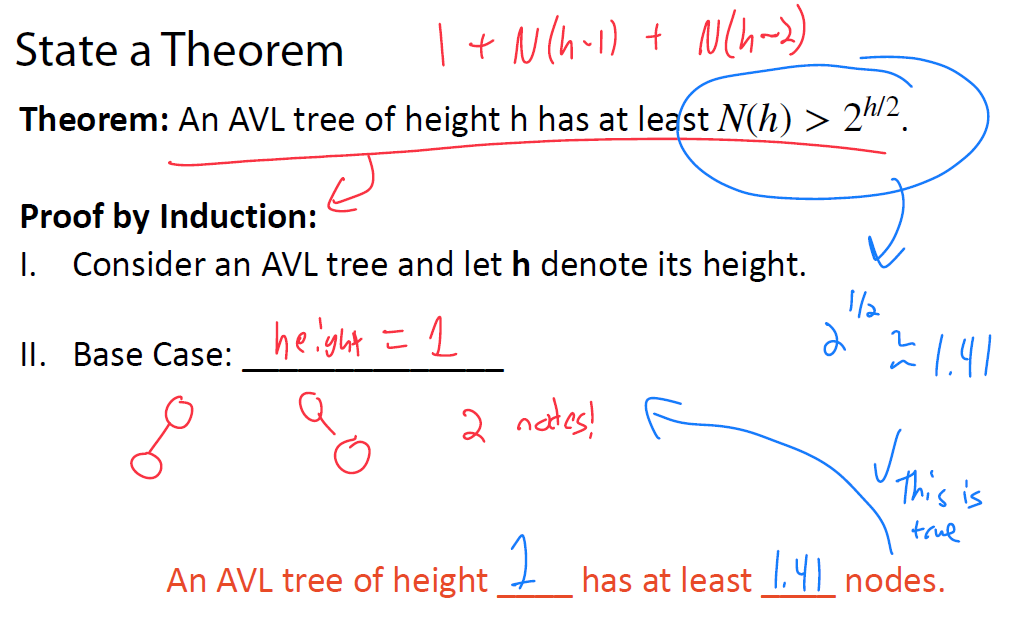 State a Theorem
1 + N(h-1) + N(h-2)
Theorem: An AVL tree of height h has at least N(h) > 2^{h/2}.
Proof by Induction:
I. Consider an AVL tree and let h denote its height.
2^{1/2} ≈ 1.41
II. Base Case: height = 1
2 nodes!
✓ This is
true
An AVL tree of height 1 has at least 1.41 nodes.